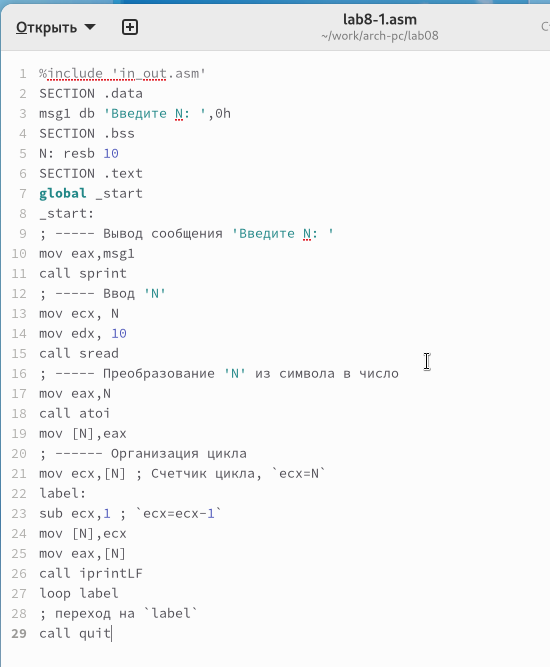 Открыть
lab8-1.asm
~/work/arch-pc/lab08
1 %include 'in_out.asm'
2 SECTION .data
3 msg1 db 'Введите N: ',0h
4 SECTION .bss
5 N: resb 10
6 SECTION .text
7 global _start
8 _start:
9 ; ----- Вывод сообщения 'Введите N: '
10 mov eax,msg1
11 call sprint
12 ; ----- Ввод 'N'
13 mov ecx, N
14 mov edx, 10
15 call sread
16 ; ----- Преобразование 'N' из символа в число
17 mov eax,N
18 call atoi
19 mov [N],eax
20 ; ------ Организация цикла
21 mov ecx,[N] ; Счетчик цикла, `ecx=N`
22 label:
23 sub ecx,1 ; `ecx=ecx-1`
24 mov [N],ecx
25 mov eax,[N]
26 call iprintLF
27 loop label
28 ; переход на `label`
29 call quit